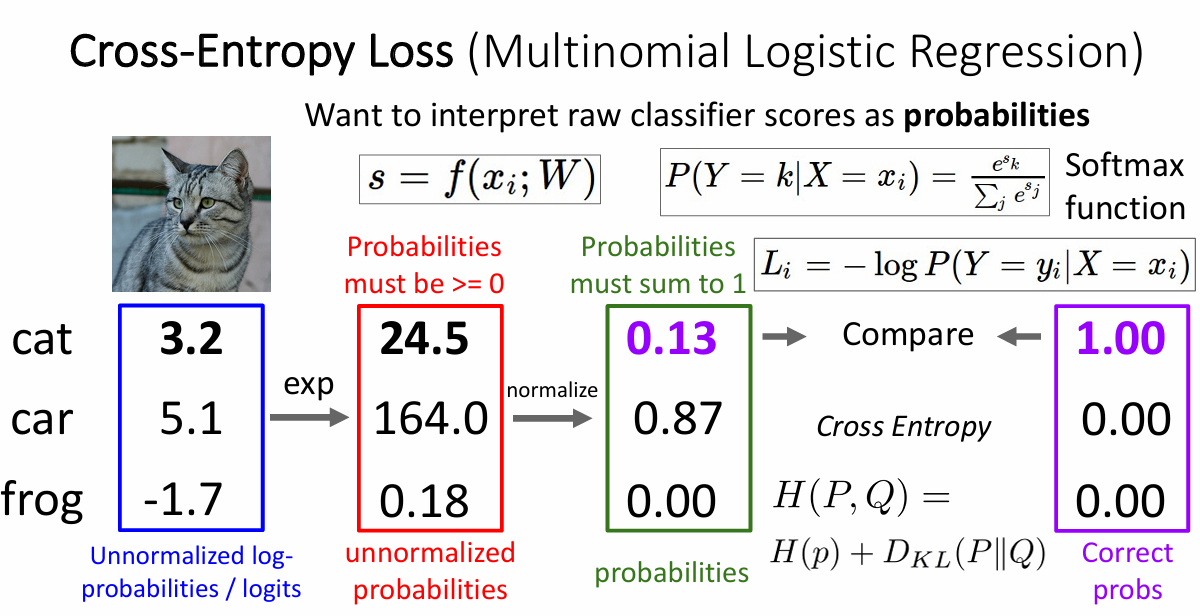 Cross-Entropy Loss (Multinomial Logistic Regression)
Want to interpret raw classifier scores as probabilities
s = f(x_i; W)
P(Y = k|X = x_i) = \frac{e^{s_k}}{\sum_j e^{s_j}}
Softmax
function
Probabilities
must be >= 0
Probabilities
must sum to 1
L_i = -\log P(Y = y_i|X = x_i)
cat 3.2 24.5 0.13 Compare 1.00
exp normalize
car 5.1 164.0 0.87 Cross Entropy 0.00
frog -1.7 0.18 0.00 H(P, Q) = 0.00
H(p) + D_{KL}(P‖Q)
Unnormalized log-
probabilities / logits
unnormalized
probabilities
probabilities
Correct
probs